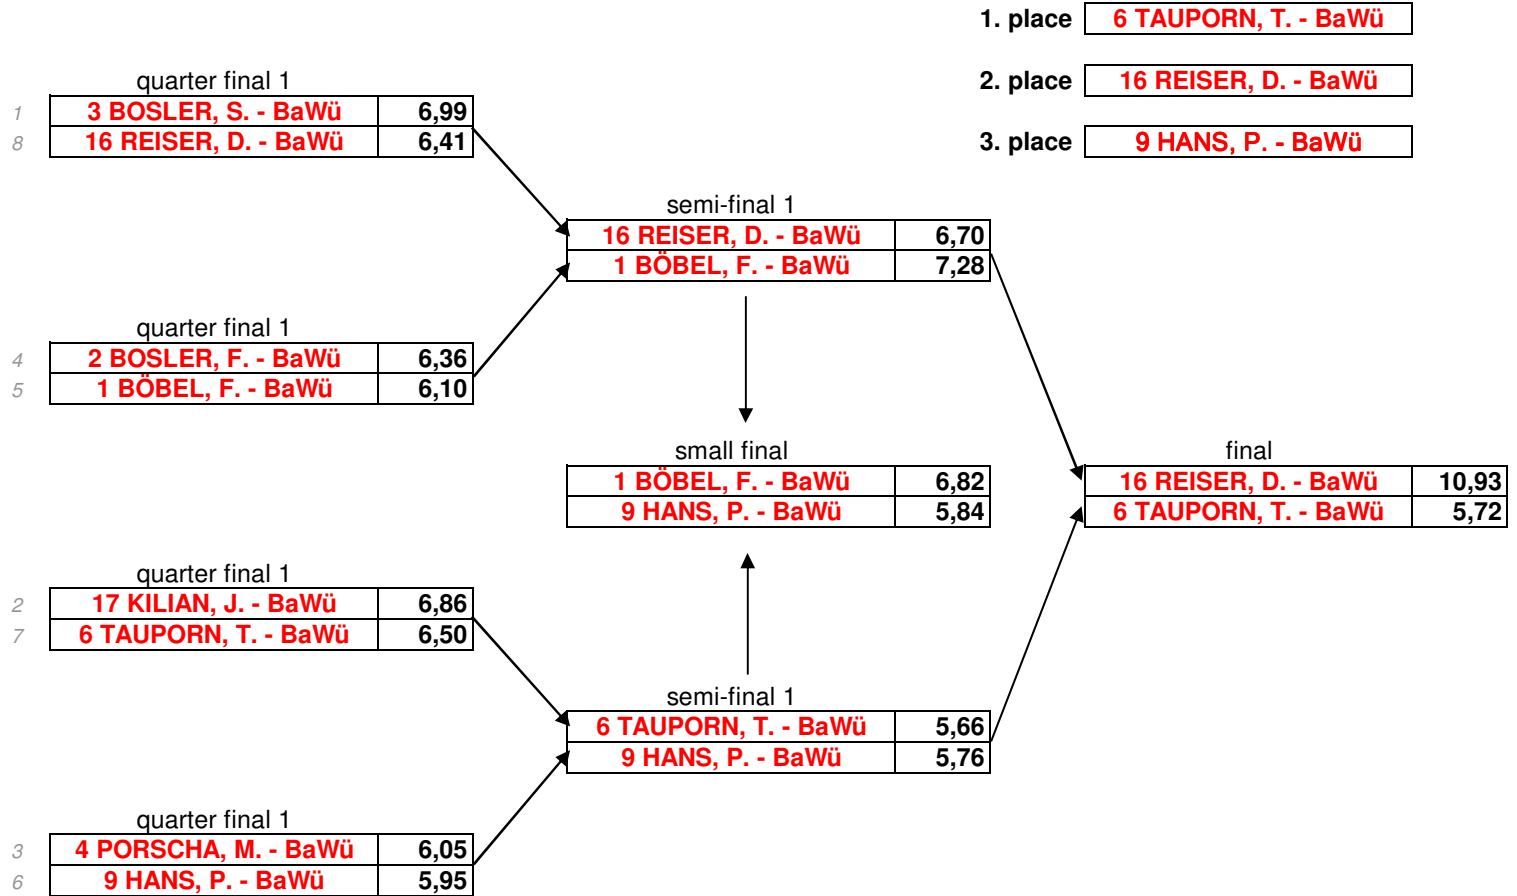 1. place 6 TAUPORN, T. - BaWü
quarter final 1 2. place 16 REISER, D. - BaWü
1 3 BOSLER, S. - BaWü 6,99
8 16 REISER, D. - BaWü 6,41 3. place 9 HANS, P. - BaWü
semi-final 1
16 REISER, D. - BaWü 6,70
1 BÖBEL, F. - BaWü 7,28
quarter final 1
4 2 BOSLER, F. - BaWü 6,36
5 1 BÖBEL, F. - BaWü 6,10
small final final
1 BÖBEL, F. - BaWü 6,82 16 REISER, D. - BaWü 10,93
9 HANS, P. - BaWü 5,84 6 TAUPORN, T. - BaWü 5,72
quarter final 1
2 17 KILIAN, J. - BaWü 6,86
7 6 TAUPORN, T. - BaWü 6,50
semi-final 1
6 TAUPORN, T. - BaWü 5,66
9 HANS, P. - BaWü 5,76
quarter final 1
3 4 PORSCHA, M. - BaWü 6,05
6 9 HANS, P. - BaWü 5,95